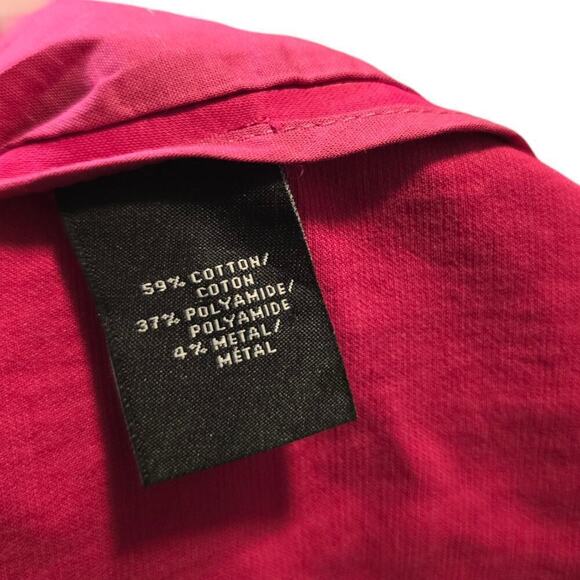 59% COTTON/
COTON
37% POLYAMIDE/
POLYAMIDE
4% METAL/
MÉTAL